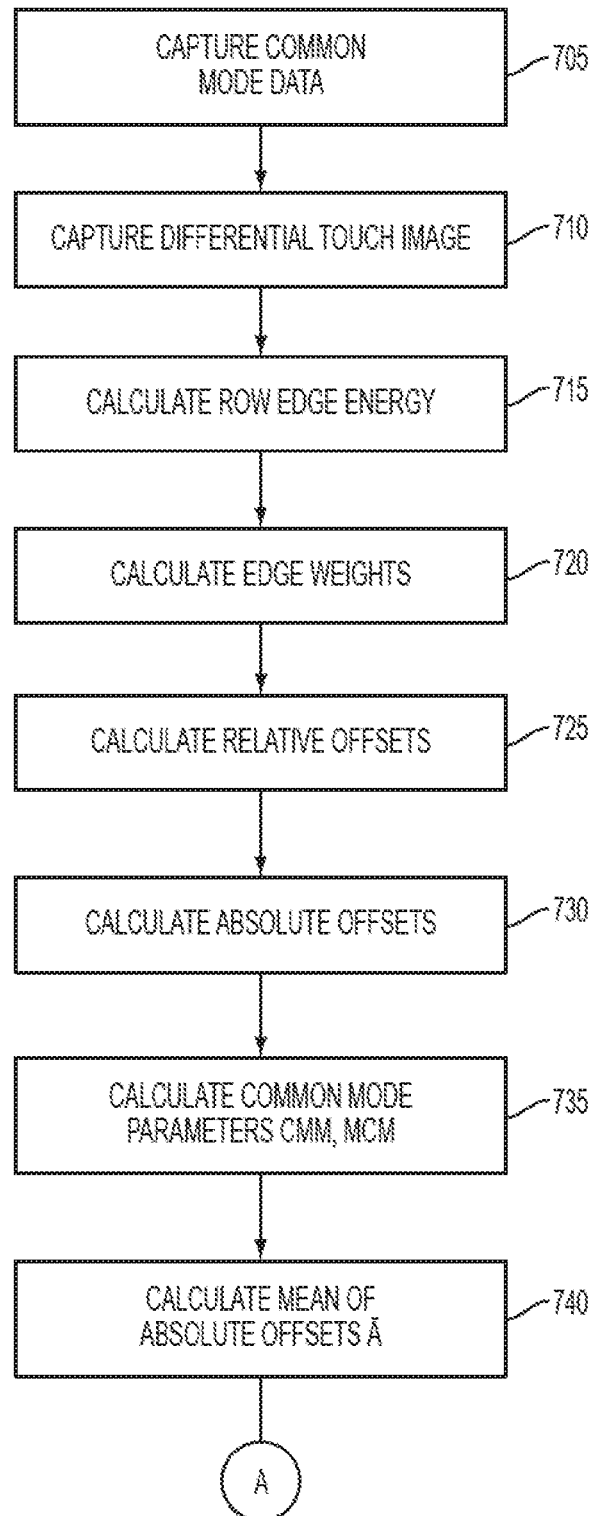 CAPTURE COMMON
MODE DATA
705
CAPTURE DIFFERENTIAL TOUCH IMAGE
710
CALCULATE ROW EDGE ENERGY
715
CALCULATE EDGE WEIGHTS
720
CALCULATE RELATIVE OFFSETS
725
CALCULATE ABSOLUTE OFFSETS
730
CALCULATE COMMON MODE
PARAMETERS CMM, MCM
735
CALCULATE MEAN OF
ABSOLUTE OFFSETS Ā
740
A